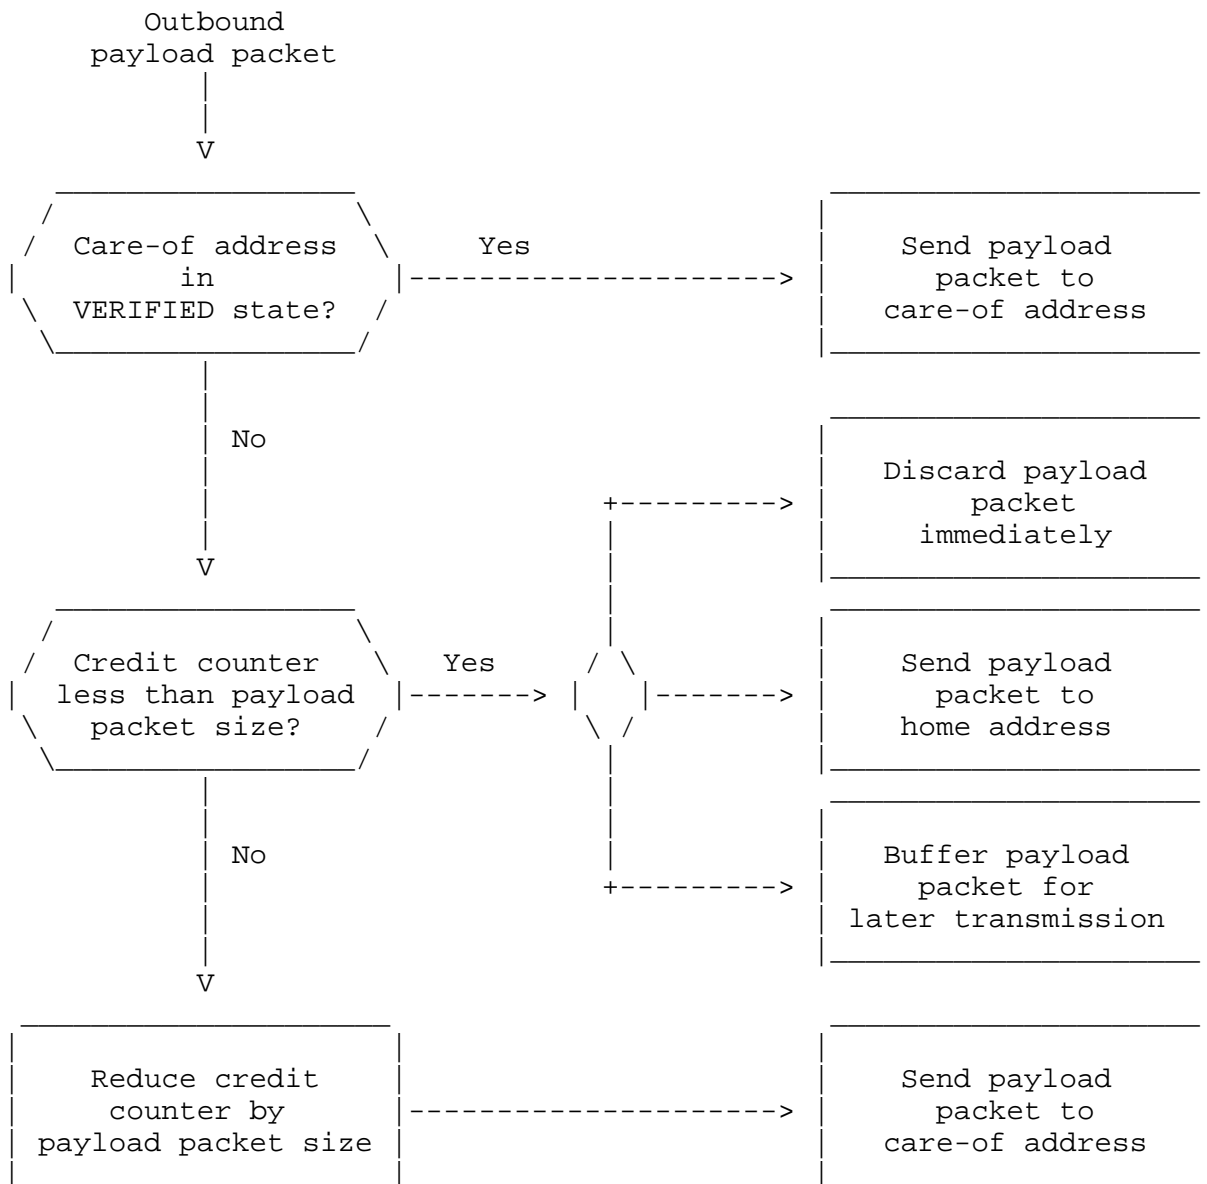 Outbound
payload packet
Care-of address
in
VERIFIED state?
Yes
Send payload
packet to
care-of address
No
Discard payload
packet
immediately
Credit counter
less than payload
packet size?
Yes
Send payload
packet to
home address
No
Buffer payload
packet for
later transmission
Reduce credit
counter by
payload packet size
Send payload
packet to
care-of address